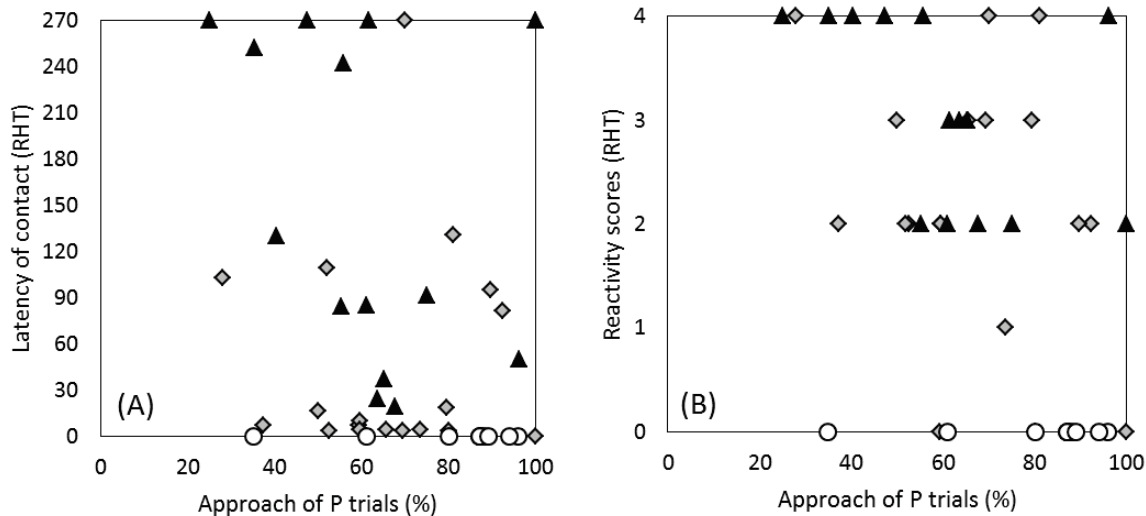 270
240
210
180
150
120
90
60
30
0
Latency of contact (RHT)
(A)
0 20 40 60 80 100
Approach of P trials (%)
4
3
2
1
0
Reactivity scores (RHT)
(B)
0 20 40 60 80 100
Approach of P trials (%)